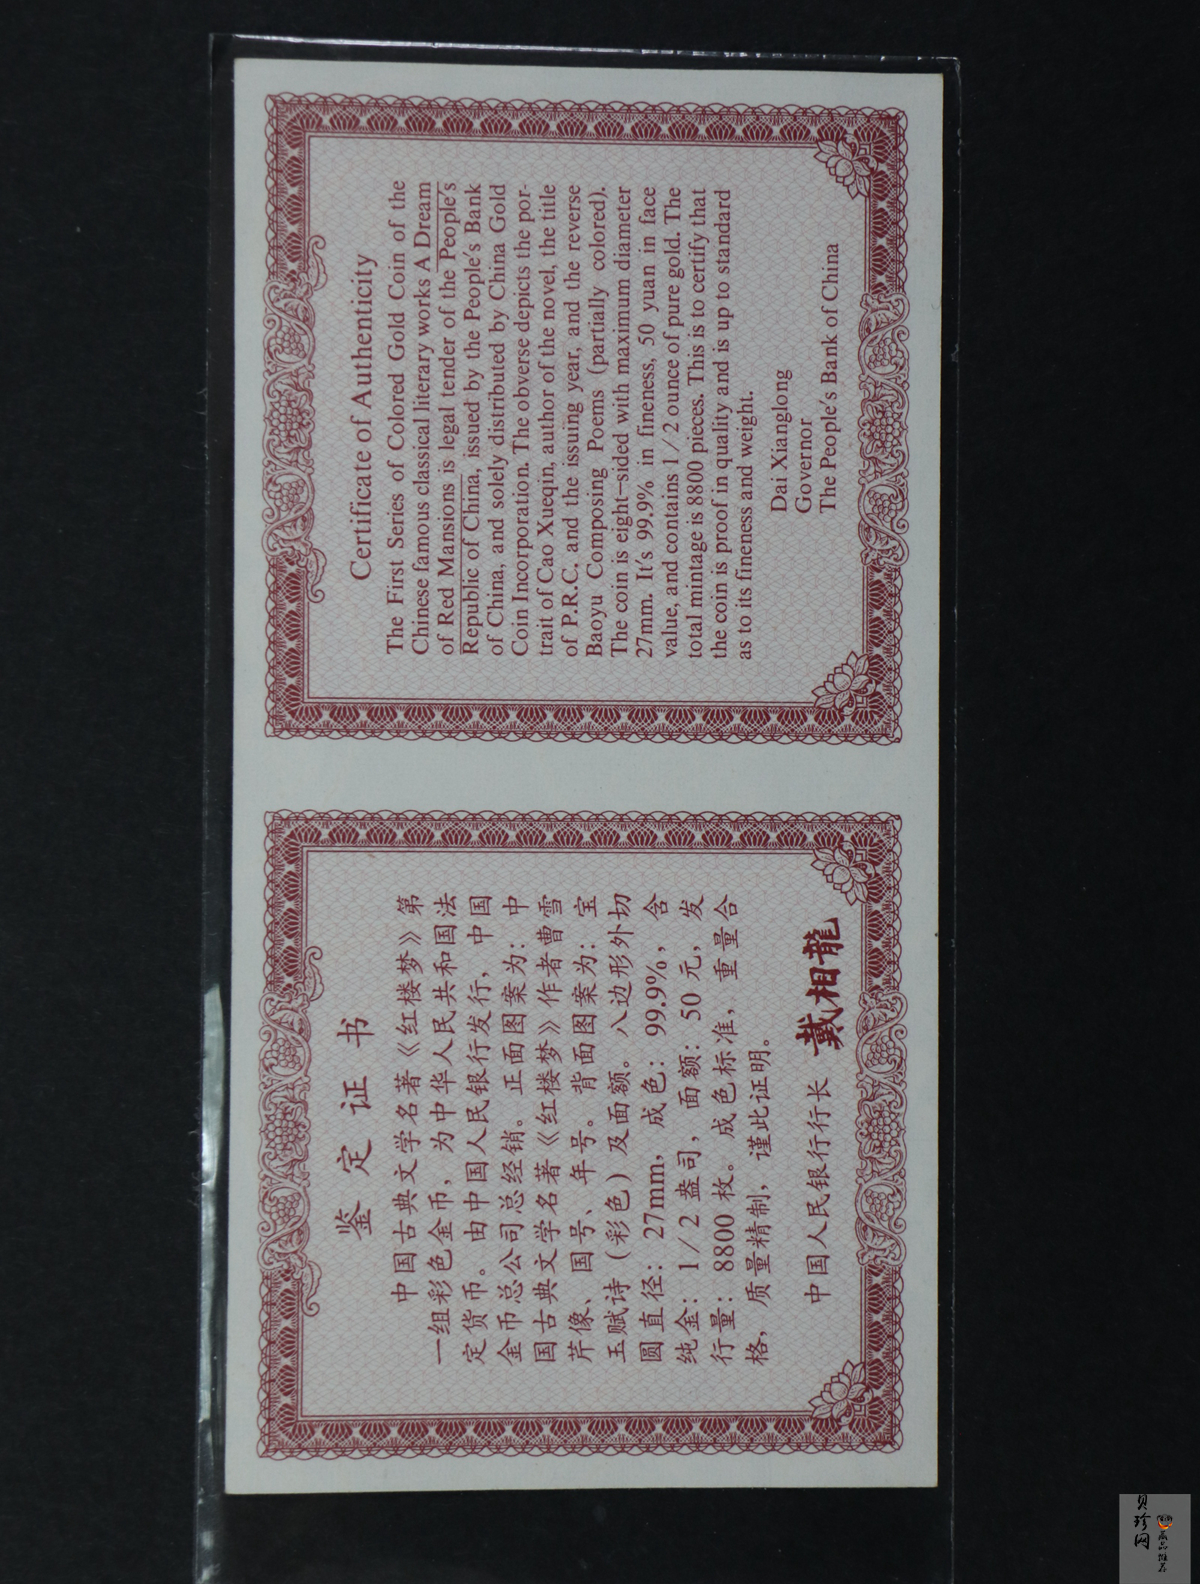 鉴定证书
中国古典文学名著《红楼梦》第
一组彩色金币，为中华人民共和国法
定货币。由中国人民银行发行，中国
金币总公司总经销。正面图案为：中
国古典文学名著《红楼梦》作者曹雪
芹像、国号、年号。背面图案为：宝
玉赋诗（彩色）及面额。八边形外切
圆直径：27mm，成色：99.9%，含
纯金：1/2盎司，面额：50元，发
行量：8800枚。成色标准，重量合
格，质量精制，谨此证明。
中国人民银行行长 戴相龍
Certificate of Authenticity
The First Series of Colored Gold Coin of the
Chinese famous classical literary works A Dream
of Red Mansions is legal tender of the People's
Republic of China, issued by the People's Bank
of China, and solely distributed by China Gold
Coin Incorporation. The obverse depicts the por-
trait of Cao Xuequn, author of the novel, the title
of P.R.C. and the issuing year, and the reverse
Baoyu Composing Poems (partially colored).
The coin is eight-sided with maximum diameter
27mm. It's 99.9% in fineness, 50 yuan in face
value, and contains 1/2 ounce of pure gold. The
total mintage is 8800 pieces. This is to certify that
the coin is proof in quality and is up to standard
as to its fineness and weight.
Dai Xianglong
Governor
The People's Bank of China
贝珍阁